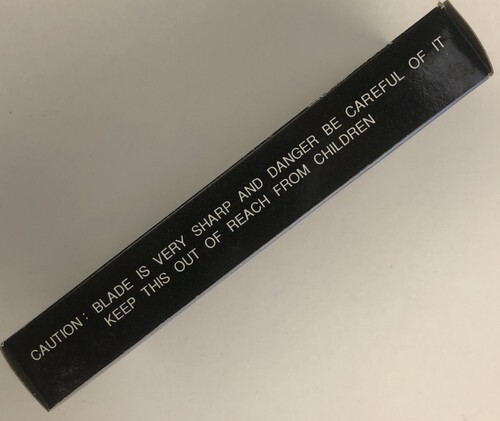 CAUTION: BLADE IS VERY SHARP AND DANGER BE CAREFUL OF IT
KEEP THIS OUT OF REACH FROM CHILDREN